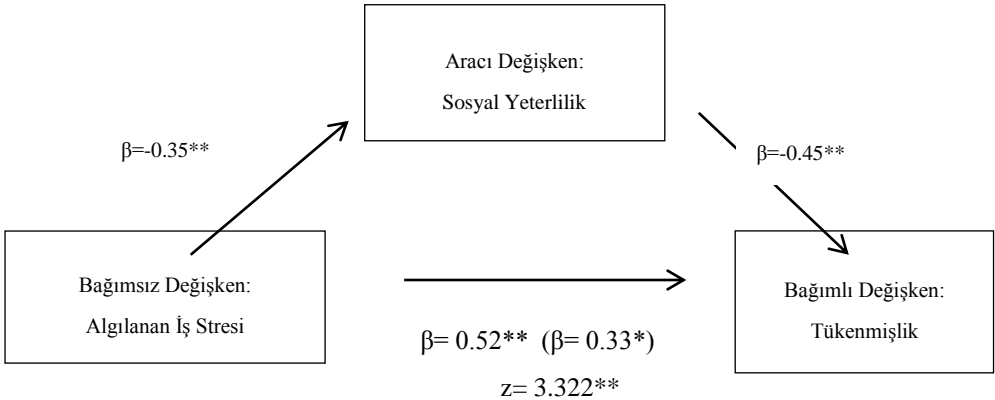 Aracı Değişken:
Sosyal Yeterlilik
β=-0.35**
β=-0.45**
Bağımsız Değişken:
Algılanan İş Stresi
Bağımlı Değişken:
Tükenmişlik
β= 0.52** (β= 0.33*)
z= 3.322**